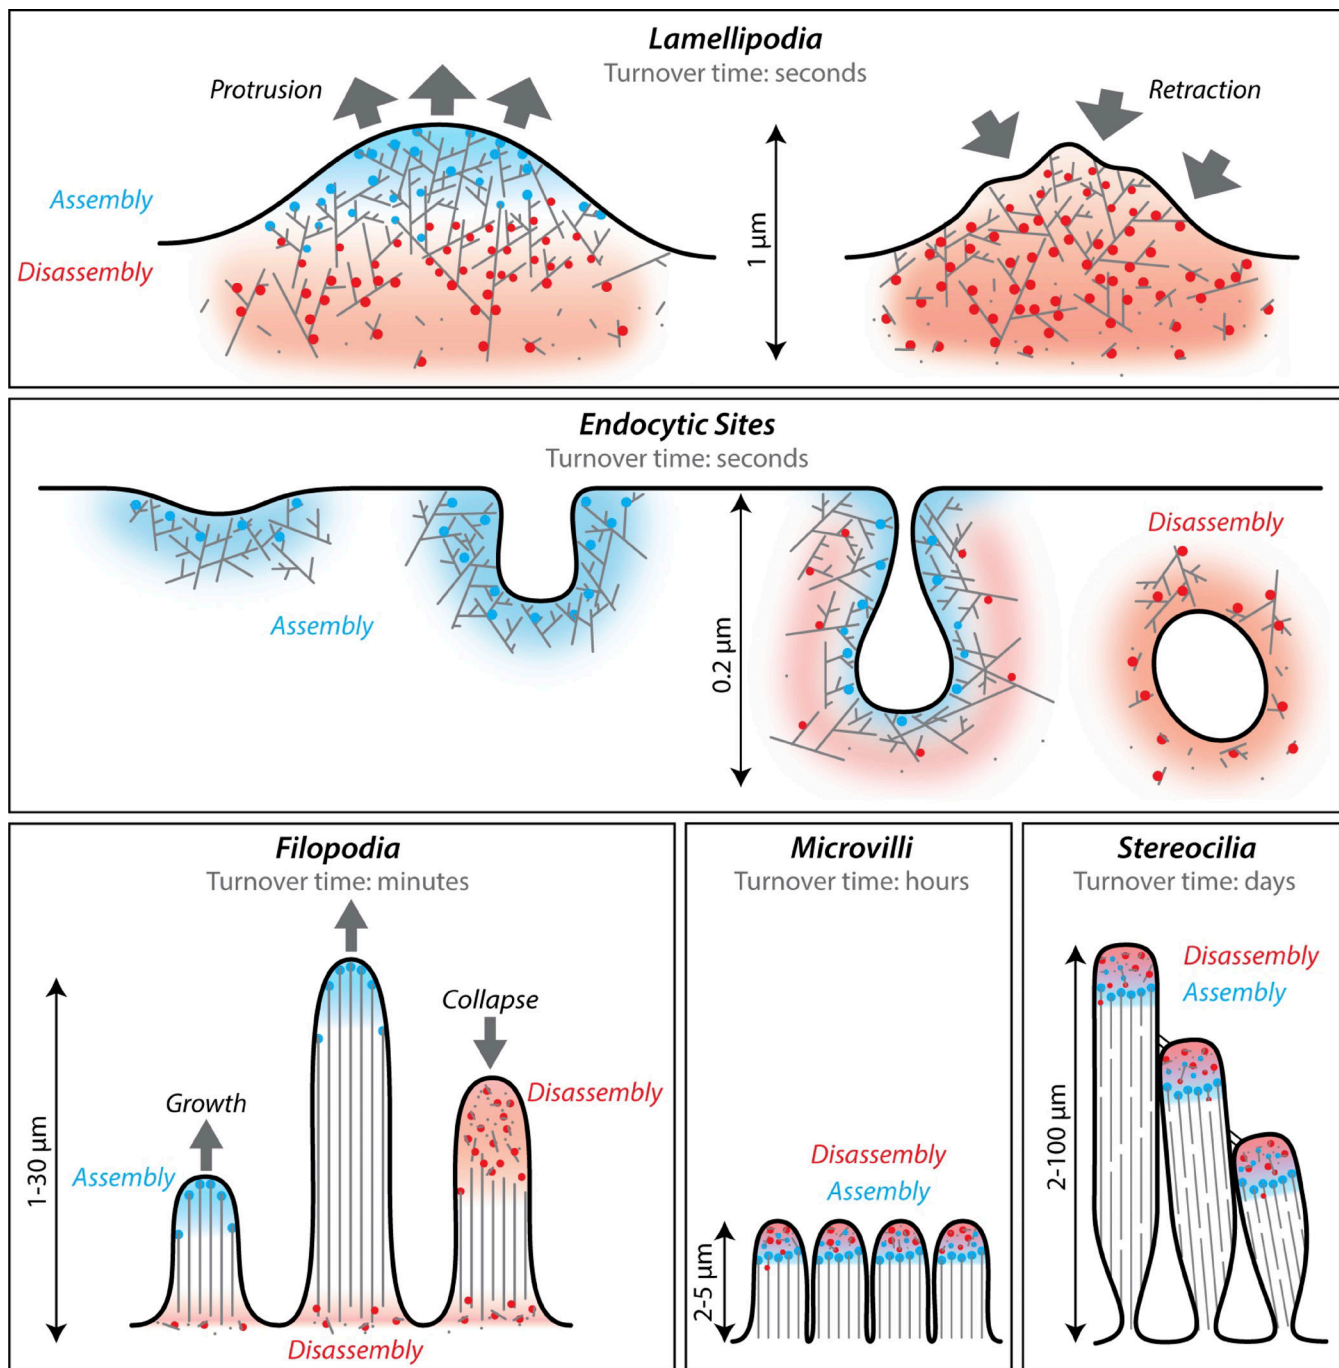 Lamellipodia
Turnover time: seconds
Protrusion
Retraction
Assembly
Disassembly
1 µm
Endocytic Sites
Turnover time: seconds
Assembly
0.2 µm
Disassembly
Filopodia
Turnover time: minutes
Collapse
Disassembly
Growth
Assembly
1-30 µm
Disassembly
Microvilli
Turnover time: hours
Disassembly
Assembly
2-5 µm
Stereocilia
Turnover time: days
Disassembly
Assembly
2-100 µm